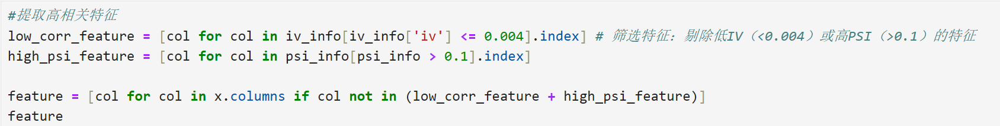 #提取高相关特征
low_corr_feature = [col for col in iv_info[iv_info['iv'] <= 0.004].index] # 筛选特征：剔除低IV（<0.004）或高PSI（>0.1）的特征
high_psi_feature = [col for col in psi_info[psi_info > 0.1].index]
feature = [col for col in x.columns if col not in (low_corr_feature + high_psi_feature)]
feature